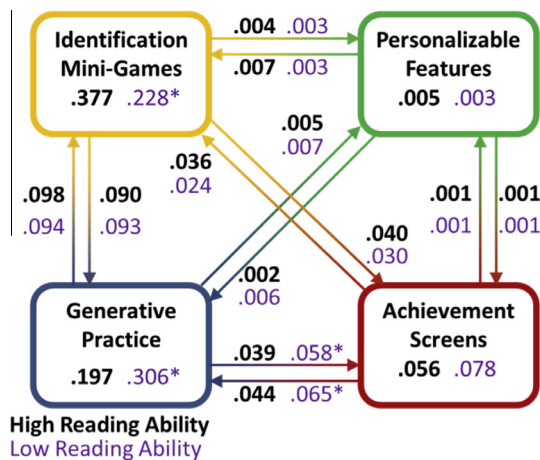 Identification
Mini-Games
.377 .228*
.004 .003
.007 .003
Personalizable
Features
.005 .003
.098
.094
.090
.093
.036
.024
.005
.007
.002
.006
.040
.030
.001
.001
.001
.001
Generative
Practice
.197 .306*
.039 .058*
.044 .065*
Achievement
Screens
.056 .078
High Reading Ability
Low Reading Ability